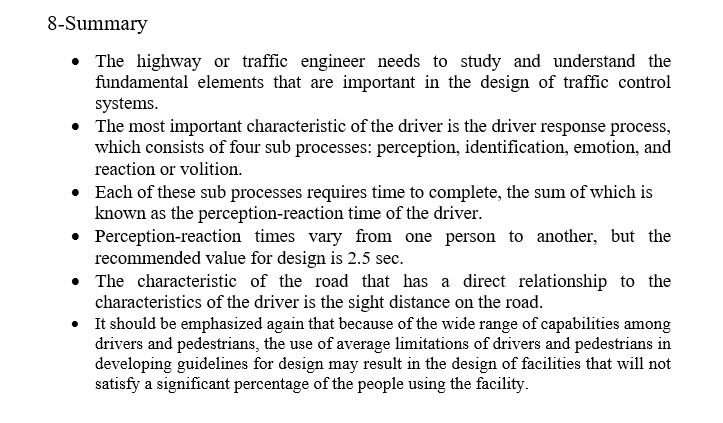 8-Summary
• The highway or traffic engineer needs to study and understand the
fundamental elements that are important in the design of traffic control
systems.
• The most important characteristic of the driver is the driver response process,
which consists of four sub processes: perception, identification, emotion, and
reaction or volition.
• Each of these sub processes requires time to complete, the sum of which is
known as the perception-reaction time of the driver.
• Perception-reaction times vary from one person to another, but the
recommended value for design is 2.5 sec.
• The characteristic of the road that has a direct relationship to the
characteristics of the driver is the sight distance on the road.
• It should be emphasized again that because of the wide range of capabilities among
drivers and pedestrians, the use of average limitations of drivers and pedestrians in
developing guidelines for design may result in the design of facilities that will not
satisfy a significant percentage of the people using the facility.